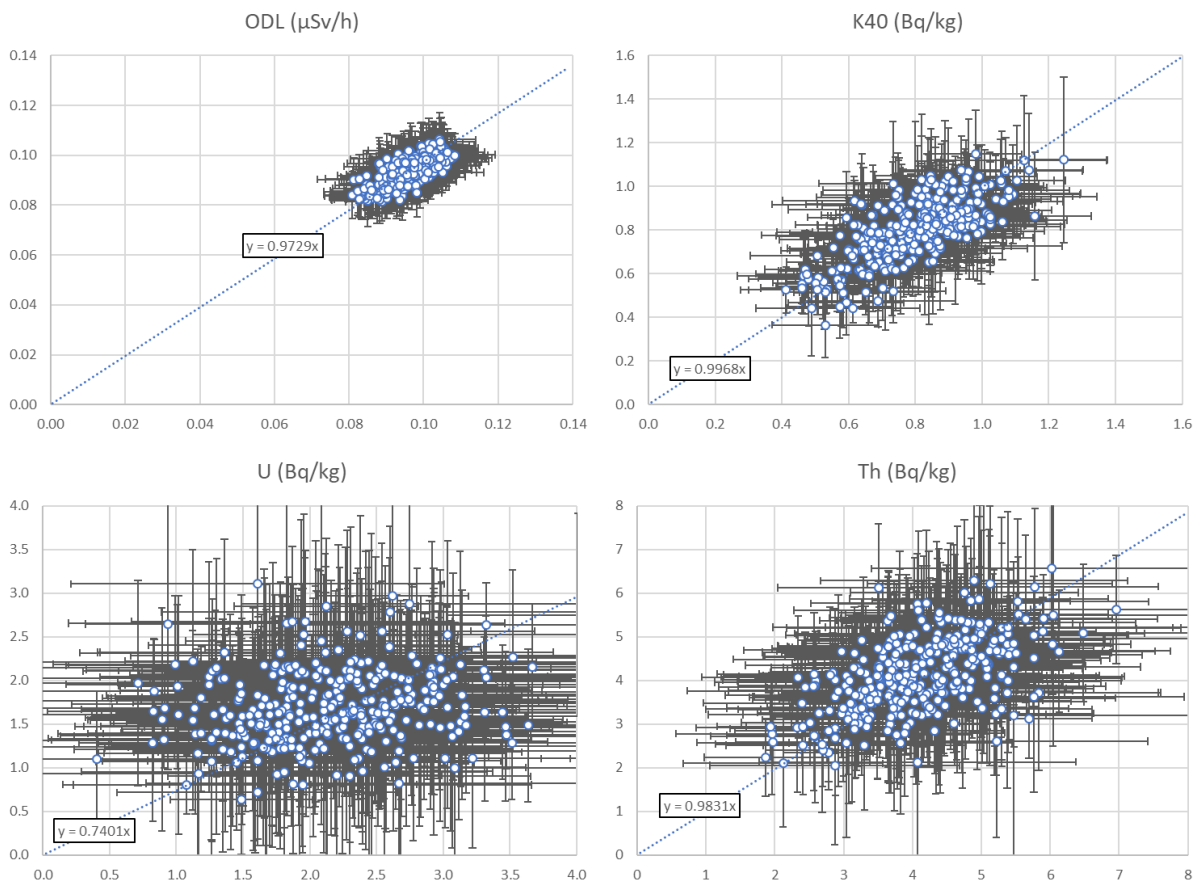 ODL (µSv/h)
0.14
0.12
0.10
0.08
0.06
0.04
0.02
0.00
0.00 0.02 0.04 0.06 0.08 0.10 0.12 0.14
y = 0.9729x
K40 (Bq/kg)
1.6
1.4
1.2
1.0
0.8
0.6
0.4
0.2
0.0
0.0 0.2 0.4 0.6 0.8 1.0 1.2 1.4 1.6
y = 0.9968x
U (Bq/kg)
4.0
3.5
3.0
2.5
2.0
1.5
1.0
0.5
0.0
0.0 0.5 1.0 1.5 2.0 2.5 3.0 3.5 4.0
y = 0.7401x
Th (Bq/kg)
8
7
6
5
4
3
2
1
0
0 1 2 3 4 5 6 7 8
y = 0.9831x